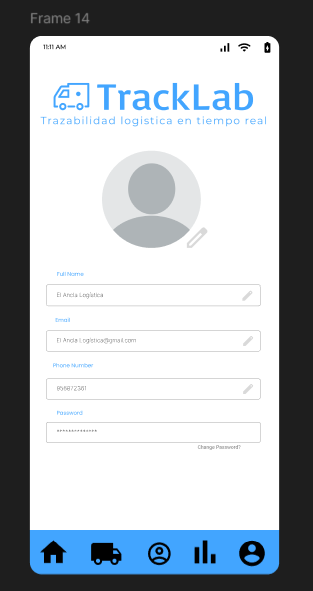 Frame 14
11:11 AM
TrackLab
Trazabilidad logistica en tiempo real
Full Name
El Ancla Logística
Email
El Ancla.Logistica@gmail.com
Phone Number
956872361
Password
**************
Change Password?